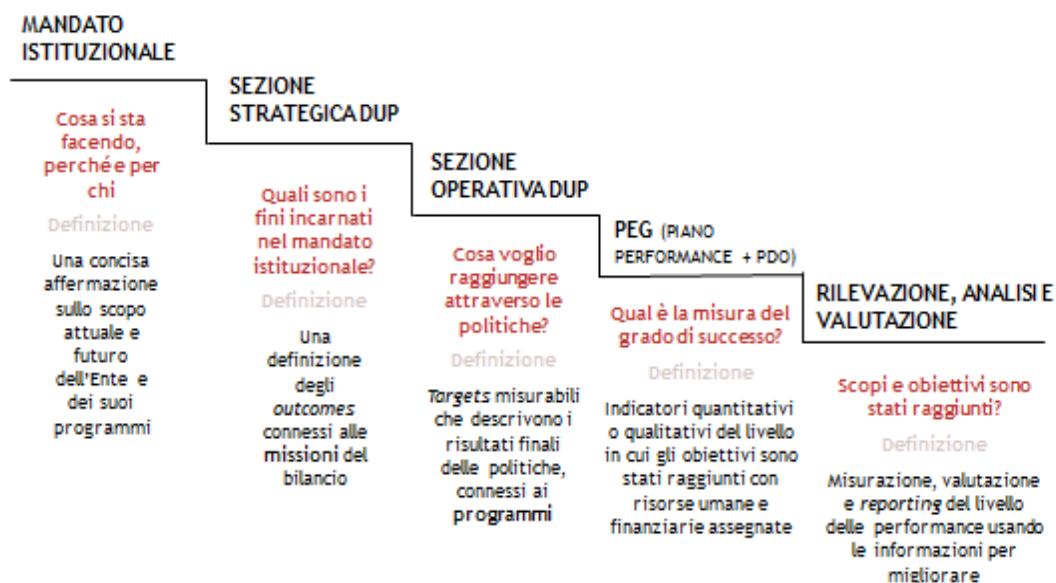 MANDATO
ISTITUZIONALE
Cosa si sta
facendo,
perché e per
chi
Definizione
Una concisa
affermazione
sullo scopo
attuale e
futuro
dell'Ente e
dei suoi
programmi
SEZIONE
STRATEGICA DUP
Quali sono i
fini incarnati
nel mandato
istituzionale?
Definizione
Una
definizione
degli
outcomes
connessi alle
missioni del
bilancio
SEZIONE
OPERATIVA DUP
Cosa voglio
raggiungere
attraverso le
politiche?
Definizione
Targets misurabili
che descrivono i
risultati finali
delle politiche,
connessi ai
programmi
PEG (PIANO
PERFORMANCE + PDO)
Qual è la misura del
grado di successo?
Definizione
Indicatori quantitativi
o qualitativi del livello
in cui gli obiettivi sono
stati raggiunti con
risorse umane e
finanziarie assegnate
RILEVAZIONE, ANALISI E
VALUTAZIONE
Scopi e obiettivi sono
stati raggiunti?
Definizione
Misurazione, valutazione
e reporting del livello
delle performance usando
le informazioni per
migliorare